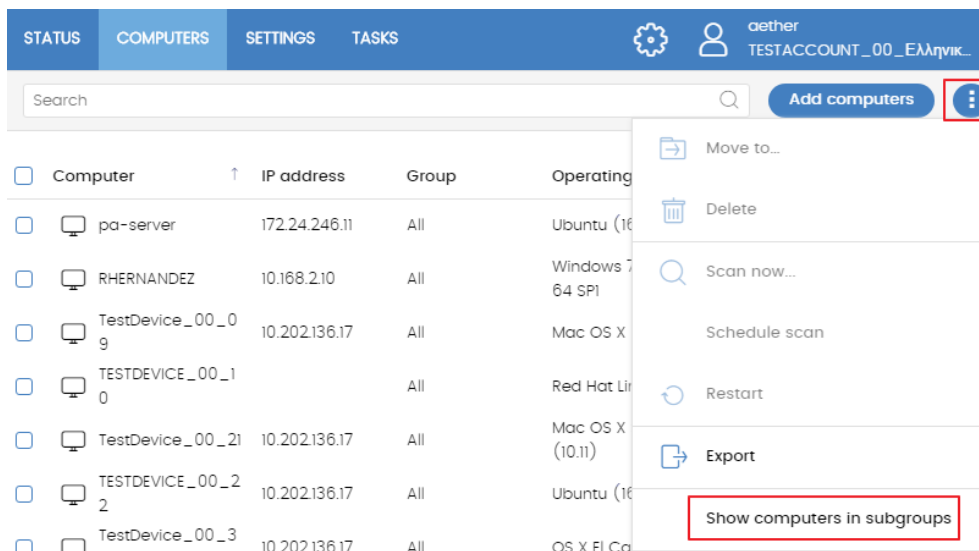 STATUS COMPUTERS SETTINGS TASKS
aether
TESTACCOUNT_00_Ελληνικ...
Search Add computers
Computer IP address Group Operating
pa-server 172.24.246.11 All Ubuntu (16
RHERNANDEZ 10.168.2.10 All Windows 7
64 SP1
TestDevice_00_0
9 10.202.136.17 All Mac OS X
TESTDEVICE_00_1
0 All Red Hat Lin
TestDevice_00_21 10.202.136.17 All Mac OS X
(10.11)
TESTDEVICE_00_2
2 10.202.136.17 All Ubuntu (16
TestDevice_00_3
10.202.136.17 All OS X El Ca
Move to...
Delete
Scan now...
Schedule scan
Restart
Export
Show computers in subgroups